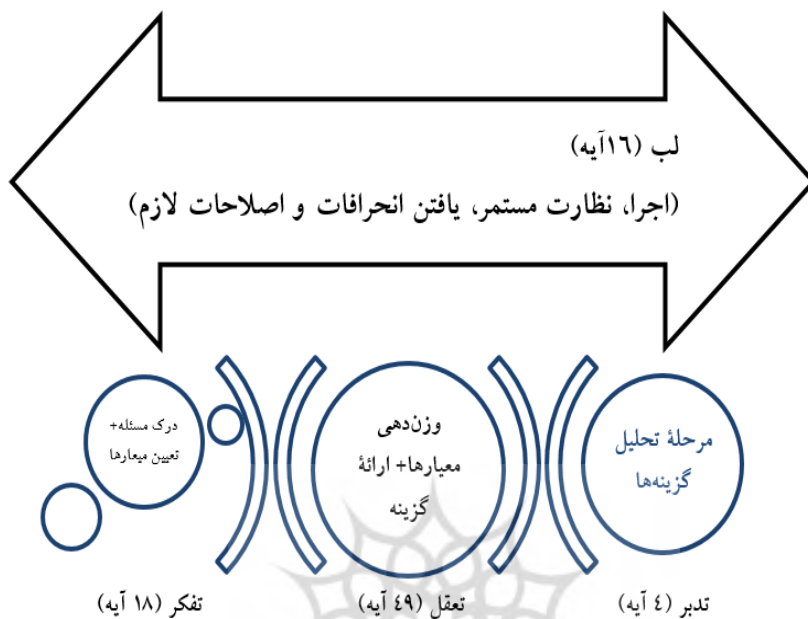 لب (١٦آیه)
(اجرا، نظارت مستمر، یافتن انحرافات و اصلاحات لازم)
مرحلهٔ تحلیل
گزینه‌ها
وزن‌دهی
معیارها+ ارائهٔ
گزینه
درک مسئله+
تعیین میعارها
تدبر (٤ آیه)
تعقل (٤٩ آیه)
تفکر (١٨ آیه)